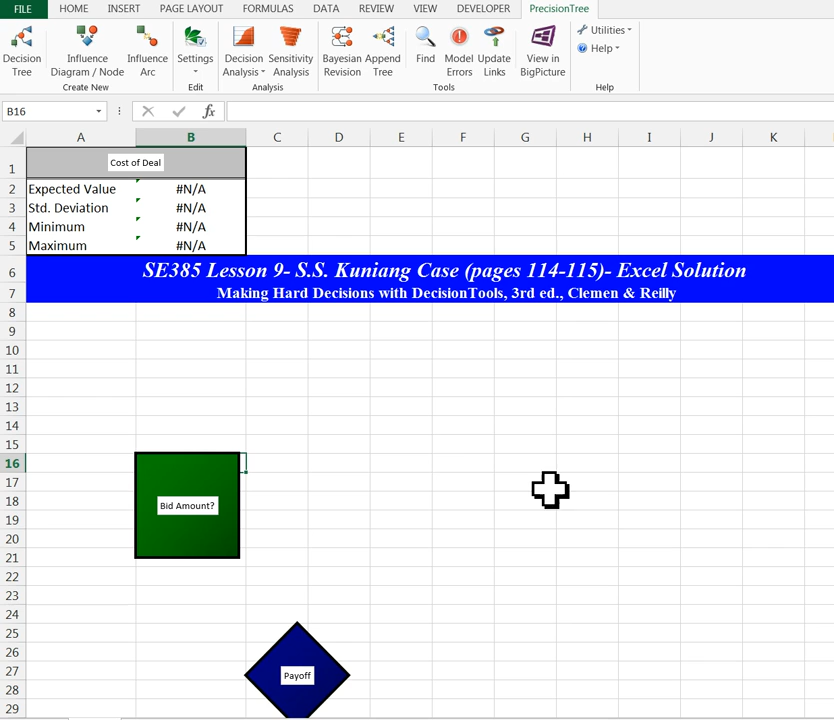 FILE HOME INSERT PAGE LAYOUT FORMULAS DATA REVIEW VIEW DEVELOPER PrecisionTree
Decision Tree
Influence Diagram / Node
Influence Arc
Create New
Settings
Edit
Decision Analysis
Sensitivity Analysis
Analysis
Bayesian Revision
Append Tree
Find
Model Errors
Update Links
Tools
View in BigPicture
Utilities
Help
Help
B16 fx
A B C D E F G H I J K
1 Cost of Deal
2 Expected Value #N/A
3 Std. Deviation #N/A
4 Minimum #N/A
5 Maximum #N/A
6 SE385 Lesson 9- S.S. Kuniang Case (pages 114-115)- Excel Solution
7 Making Hard Decisions with DecisionTools, 3rd ed., Clemen & Reilly
8
9
10
11
12
13
14
15
16
17
18 Bid Amount?
19
20
21
22
23
24
25
26
27 Payoff
28
29